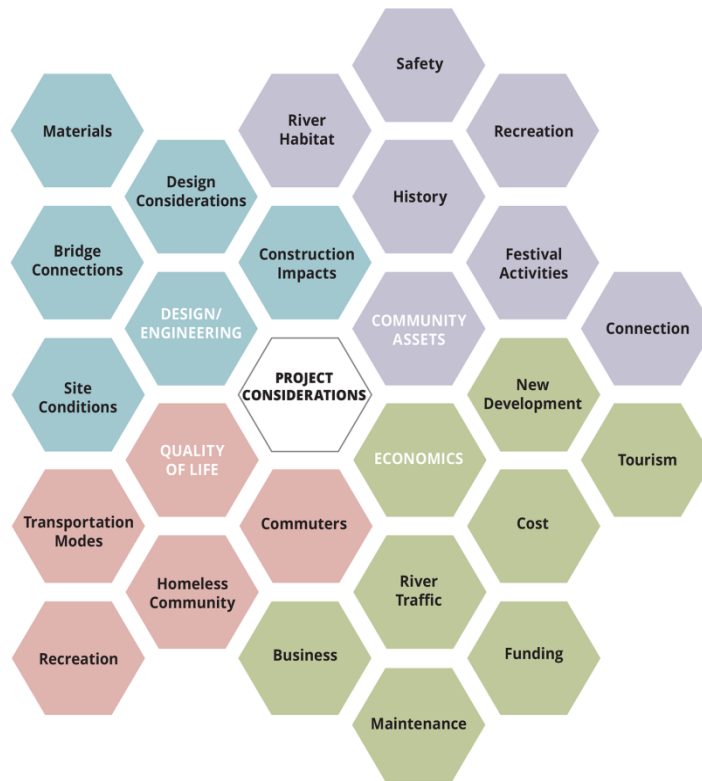 Safety
Materials
River
Habitat
Recreation
Design
Considerations
History
Bridge
Connections
Construction
Impacts
Festival
Activities
DESIGN/
ENGINEERING
COMMUNITY
ASSETS
Connection
Site
Conditions
PROJECT
CONSIDERATIONS
New
Development
QUALITY
OF LIFE
ECONOMICS
Tourism
Transportation
Modes
Commuters
Cost
Homeless
Community
River
Traffic
Recreation
Business
Funding
Maintenance